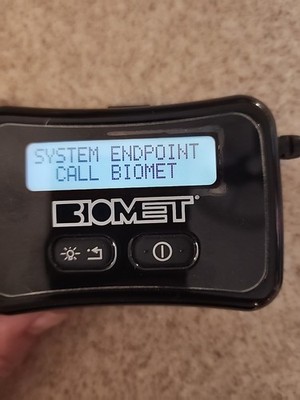 SYSTEM ENDPOINT
CALL BIOMET
BIOMET®